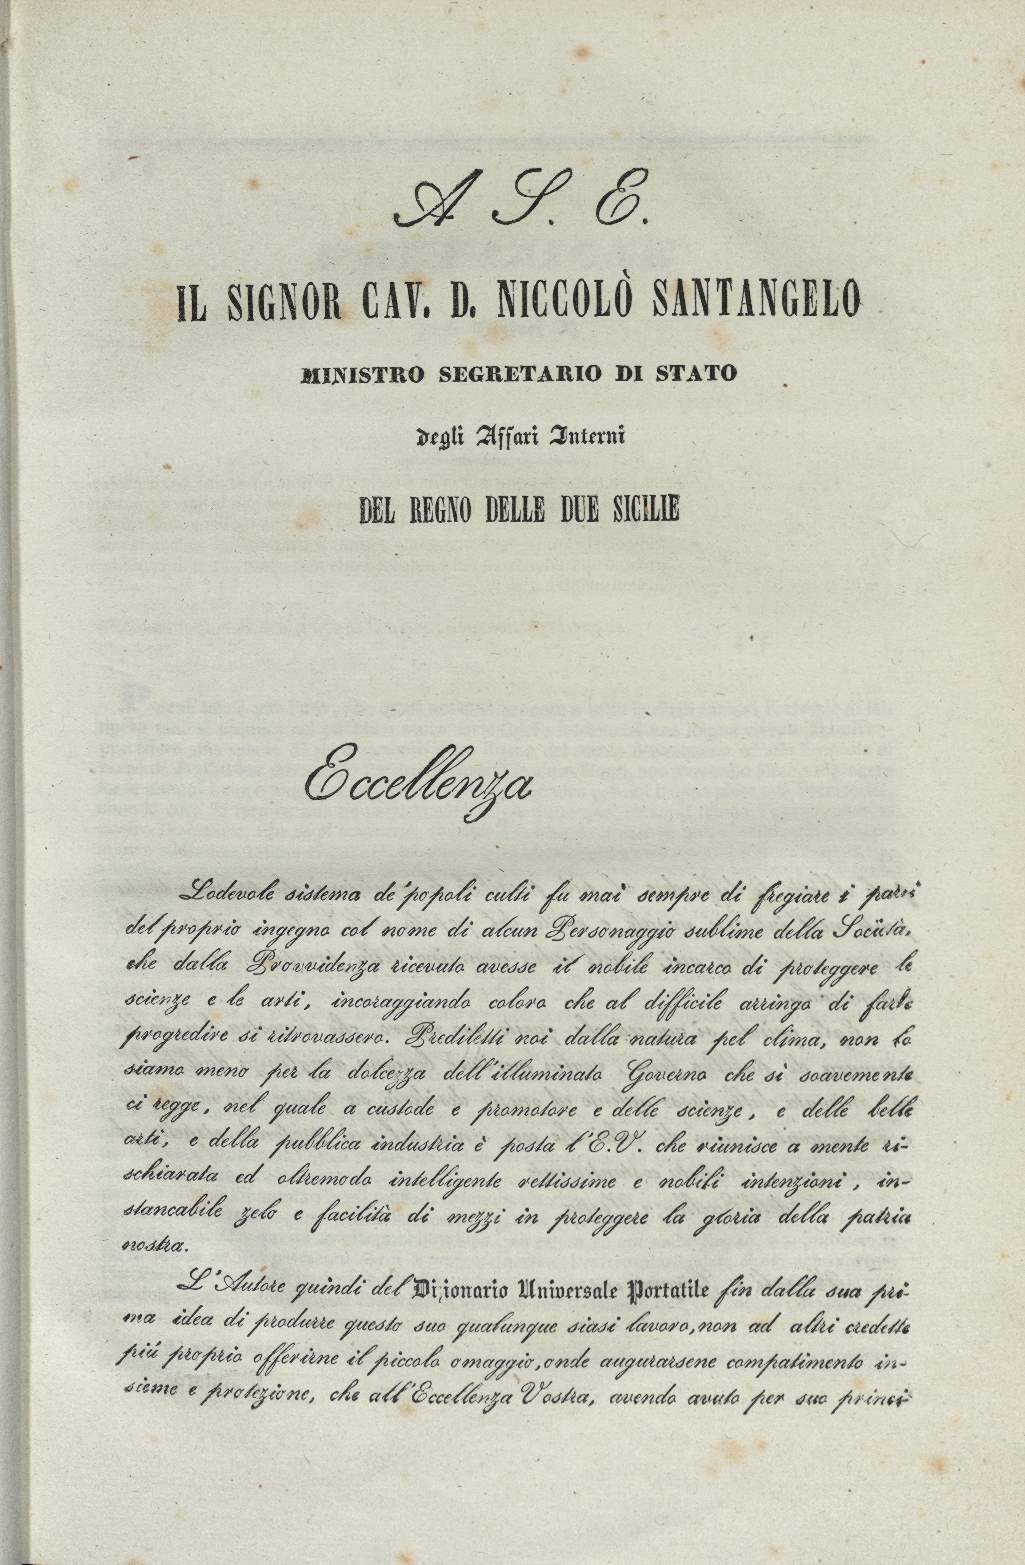 A S. E.
IL SIGNOR CAV. D. NICCOLÒ SANTANGELO
MINISTRO SEGRETARIO DI STATO
degli Affari Interni
DEL REGNO DELLE DUE SICILIE
Eccellenza
Lodevole sistema de' popoli culti fu mai sempre di fregiare i parti
del proprio ingegno col nome di alcun Personaggio sublime della Società,
che dalla Provvidenza ricevuto avesse il nobile incarco di proteggere le
scienze e le arti, incoraggiando coloro che al difficile arringo di farle
progredire si ritrovassero. Prediletti noi dalla natura pel clima, non lo
siamo meno per la dolcezza dell'illuminato Governo che sì soavemente
ci regge, nel quale a custode e promotore e delle scienze, e delle belle
arti, e della pubblica industria è posta l'E.V. che riunisce a mente ri-
schiarata ed oltremodo intelligente rettissime e nobili intenzioni, in-
stancabile zelo e facilità di mezzi in proteggere la gloria della patria
nostra.
L'Autore quindi del Dizionario Universale Portatile fin dalla sua pri-
ma idea di produrre questo suo qualunque siasi lavoro, non ad altri credette
più proprio offerirne il piccolo omaggio, onde augurarsene compatimento in-
sieme e protezione, che all'Eccellenza Vostra, avendo avuto per suo princi-